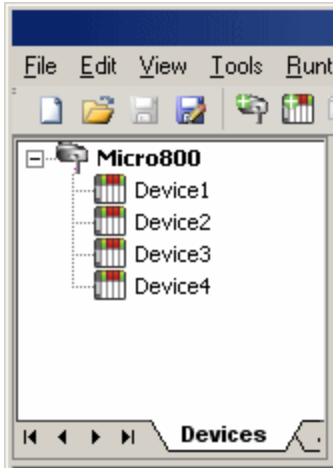 File Edit View Tools Runt
Micro800
Device1
Device2
Device3
Device4
Devices